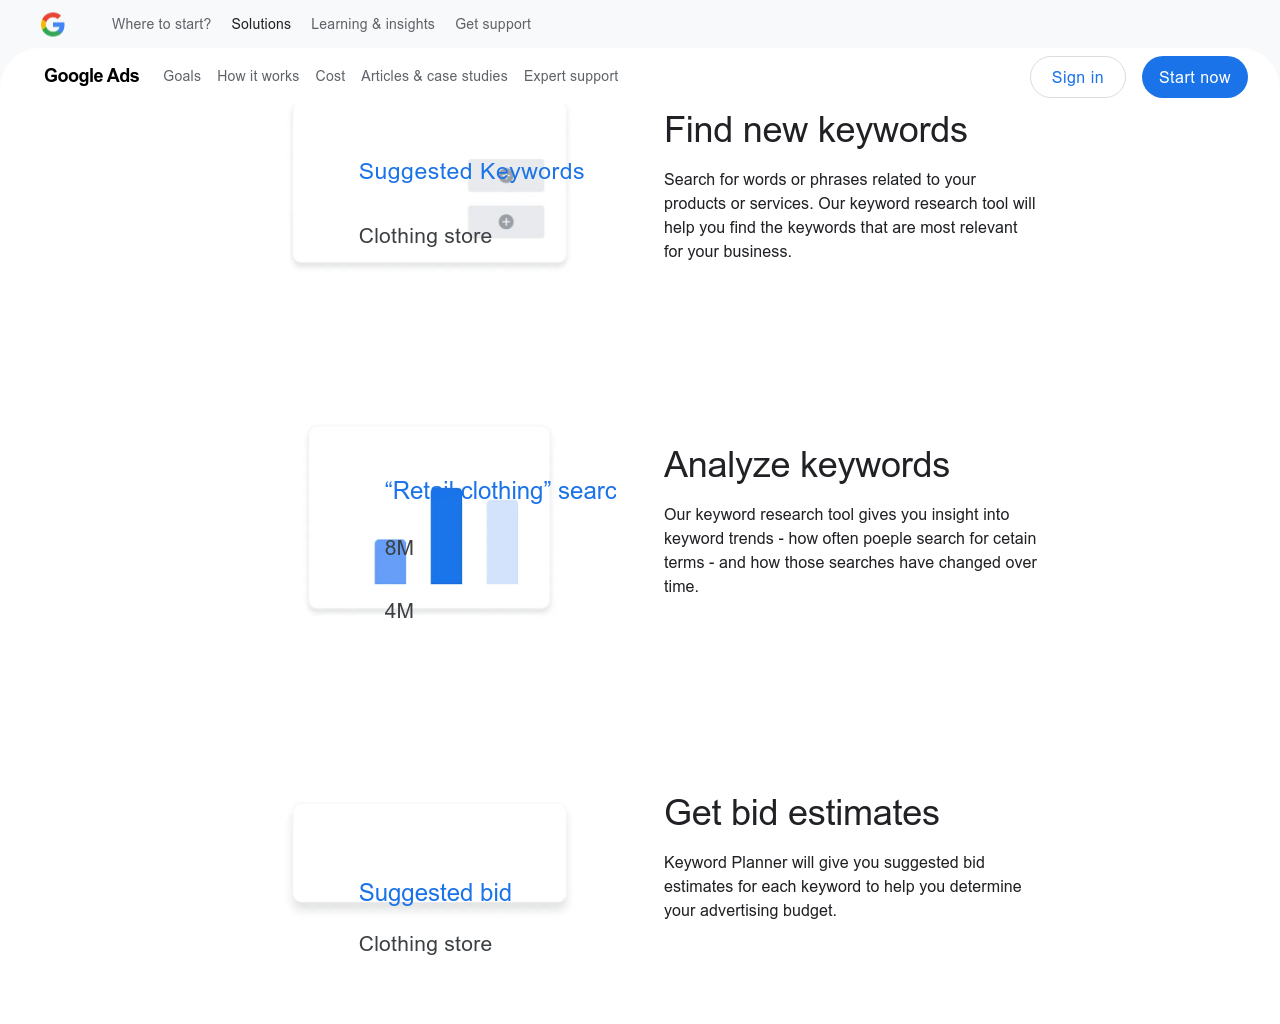 Where to start? Solutions Learning & insights Get support
Google Ads Goals How it works Cost Articles & case studies Expert support Sign in Start now
Suggested Keywords
Clothing store
Find new keywords
Search for words or phrases related to your
products or services. Our keyword research tool will
help you find the keywords that are most relevant
for your business.
“Retail clothing” searc
8M
4M
Analyze keywords
Our keyword research tool gives you insight into
keyword trends - how often poeple search for cetain
terms - and how those searches have changed over
time.
Suggested bid
Clothing store
Get bid estimates
Keyword Planner will give you suggested bid
estimates for each keyword to help you determine
your advertising budget.